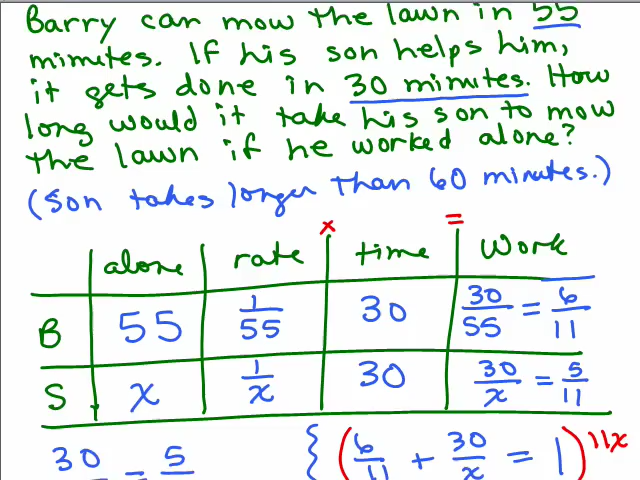 Barry can mow the lawn in 55
minutes. If his son helps him,
it gets done in 30 minutes. How
long would it take his son to mow
the lawn if he worked alone?
(Son takes longer than 60 minutes.)
× =
alone rate time Work
B 55 1/55 30 30/55 = 6/11
S x 1/x 30 30/x = 5/11
30 = 5 { (6/11 + 30/x = 1) 11x